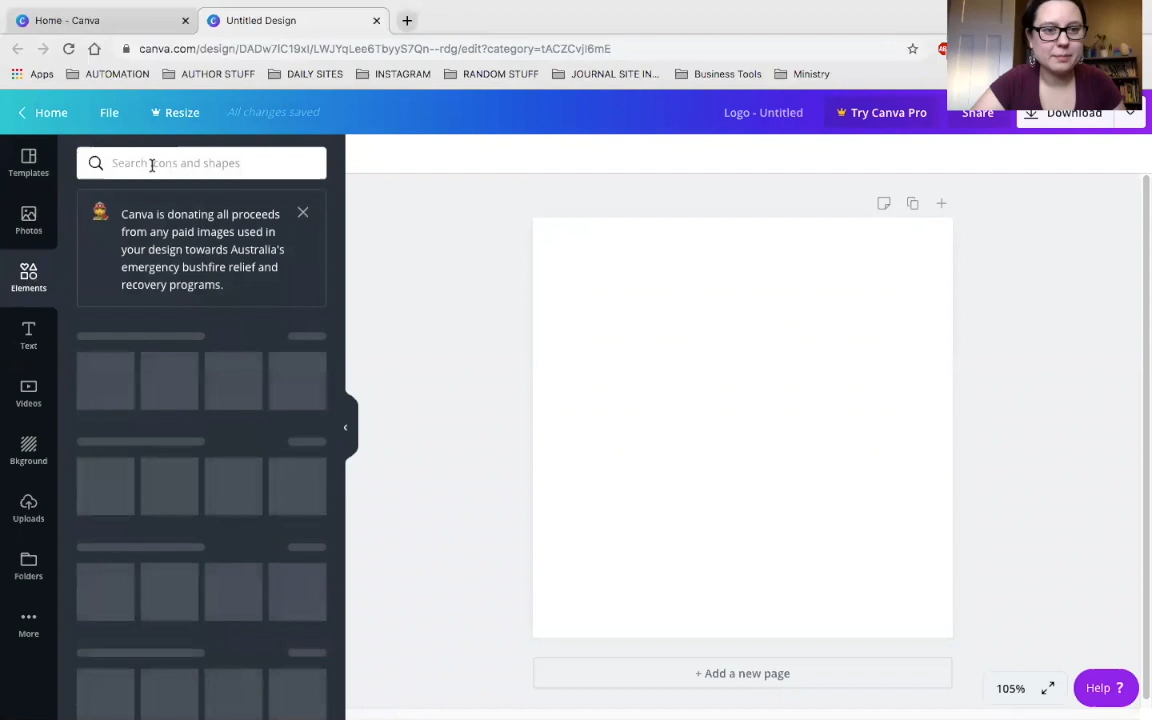 Home - Canva
Untitled Design
canva.com/design/DADw7lC19xI/LWJYqLee6TbyyS7Qn--rdg/edit?category=tACZCvjI6mE
Apps
AUTOMATION
AUTHOR STUFF
DAILY SITES
INSTAGRAM
RANDOM STUFF
JOURNAL SITE IN...
Business Tools
Ministry
Home
File
Resize
All changes saved
Logo - Untitled
Try Canva Pro
Share
Download
Templates
Photos
Elements
Text
Videos
Bkground
Uploads
Folders
More
Search icons and shapes
Canva is donating all proceeds
from any paid images used in
your design towards Australia's
emergency bushfire relief and
recovery programs.
+ Add a new page
105%
Help ?